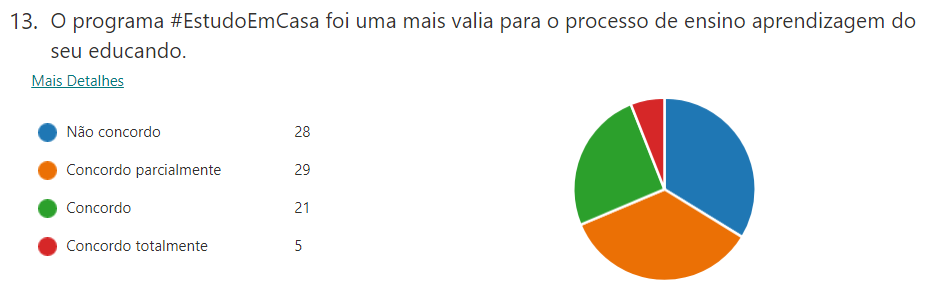 13. O programa #EstudoEmCasa foi uma mais valia para o processo de ensino aprendizagem do
seu educando.
Mais Detalhes
Não concordo 28
Concordo parcialmente 29
Concordo 21
Concordo totalmente 5